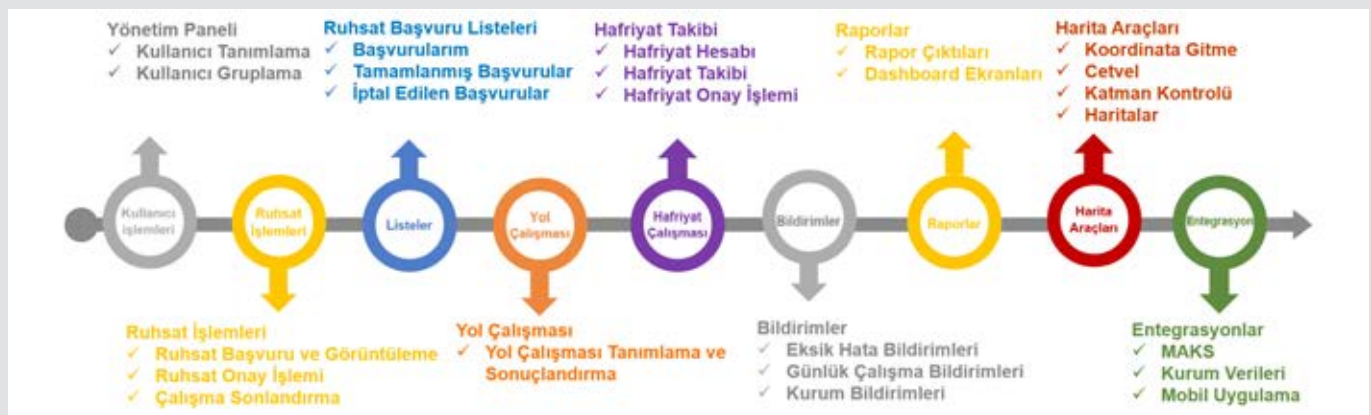 Yönetim Paneli
✓ Kullanıcı Tanımlama
✓ Kullanıcı Gruplama
Ruhsat Başvuru Listeleri
✓ Başvurularım
✓ Tamamlanmış Başvurular
✓ İptal Edilen Başvurular
Hafriyat Takibi
✓ Hafriyat Hesabı
✓ Hafriyat Takibi
✓ Hafriyat Onay İşlemi
Raporlar
✓ Rapor Çıktıları
✓ Dashboard Ekranları
Harita Araçları
✓ Koordinata Gitme
✓ Cetvel
✓ Katman Kontrolü
✓ Haritalar
Kullanıcı
işlemleri
Ruhsat
İşlemleri
Listeler
Yol
Çalışması
Hafriyat
Çalışması
Bildirimler
Raporlar
Harita
Araçları
Entegrasyon
Ruhsat İşlemleri
✓ Ruhsat Başvuru ve Görüntüleme
✓ Ruhsat Onay İşlemi
✓ Çalışma Sonlandırma
Yol Çalışması
✓ Yol Çalışması Tanımlama ve
Sonuçlandırma
Bildirimler
✓ Eksik Hata Bildirimleri
✓ Günlük Çalışma Bildirimleri
✓ Kurum Bildirimleri
Entegrasyonlar
✓ MAKS
✓ Kurum Verileri
✓ Mobil Uygulama